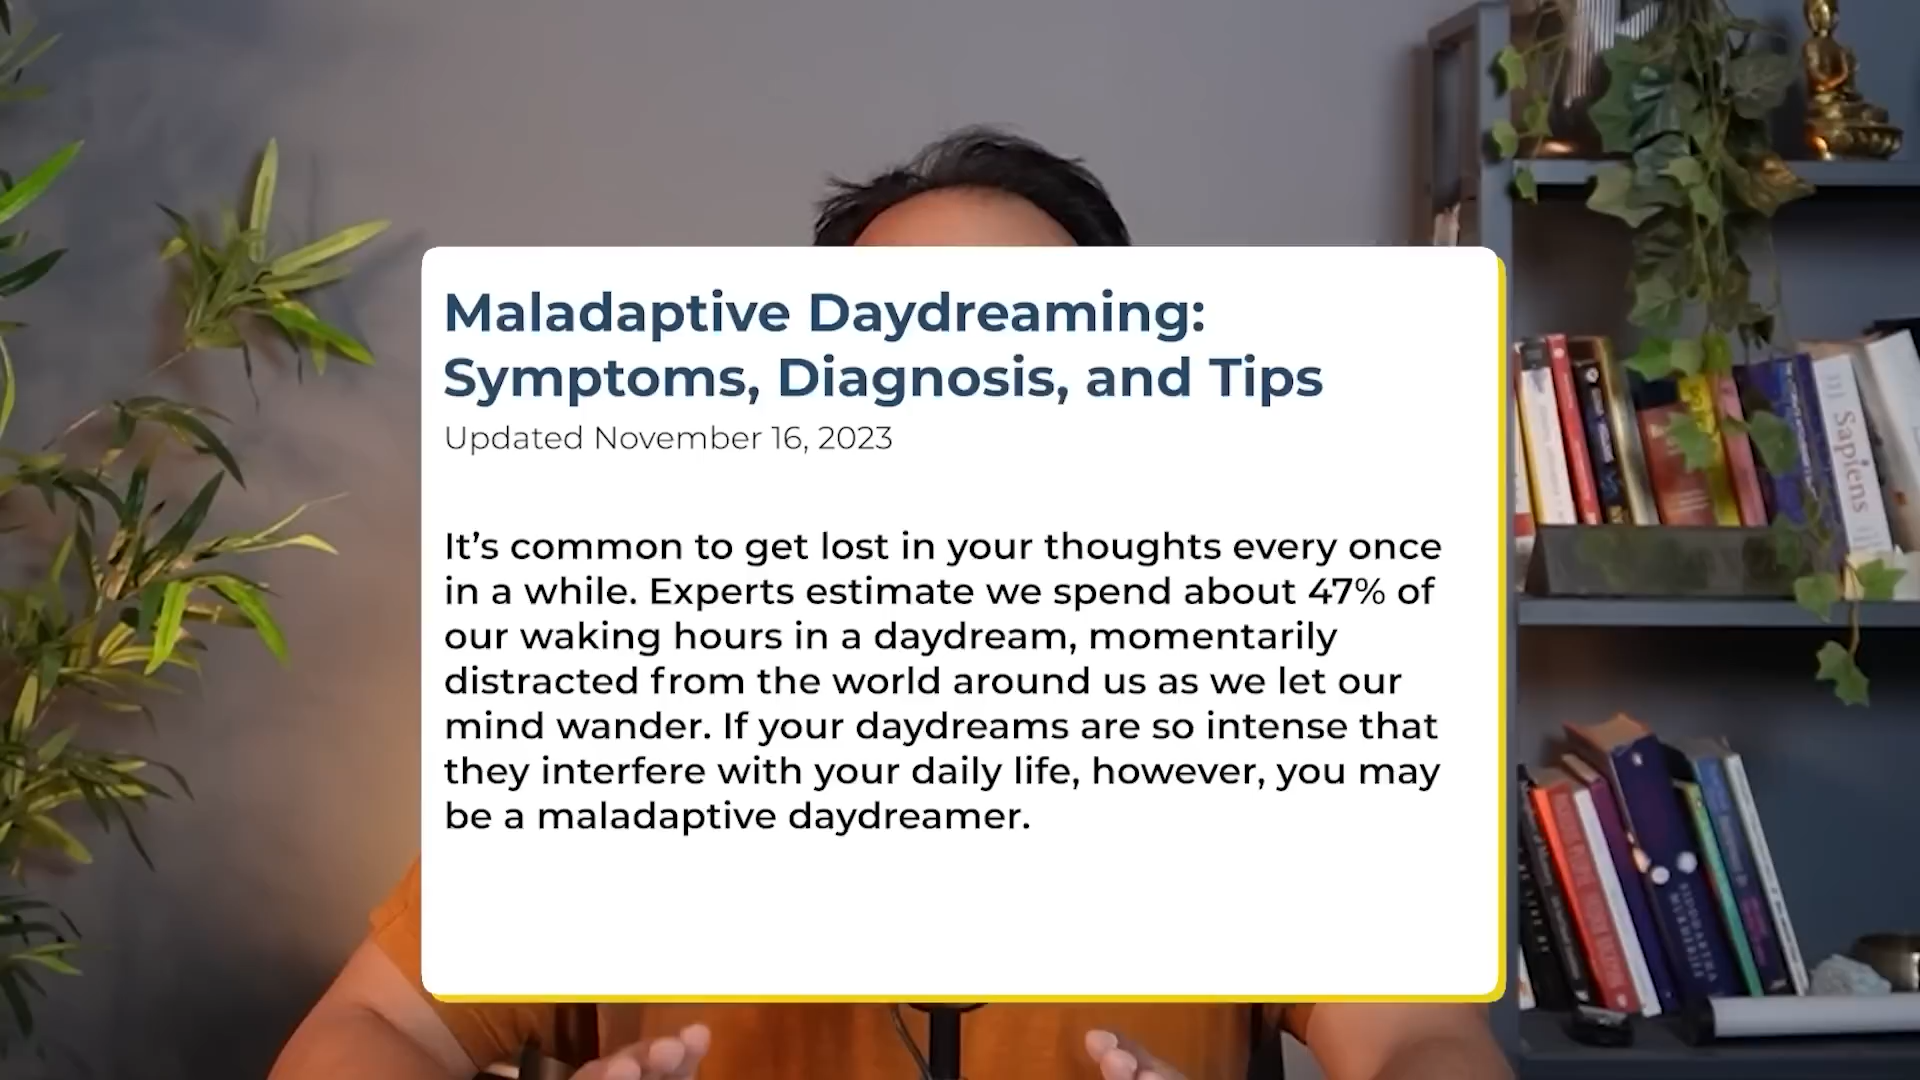 Maladaptive Daydreaming:
Symptoms, Diagnosis, and Tips
Updated November 16, 2023
It’s common to get lost in your thoughts every once
in a while. Experts estimate we spend about 47% of
our waking hours in a daydream, momentarily
distracted from the world around us as we let our
mind wander. If your daydreams are so intense that
they interfere with your daily life, however, you may
be a maladaptive daydreamer.
Sapiens